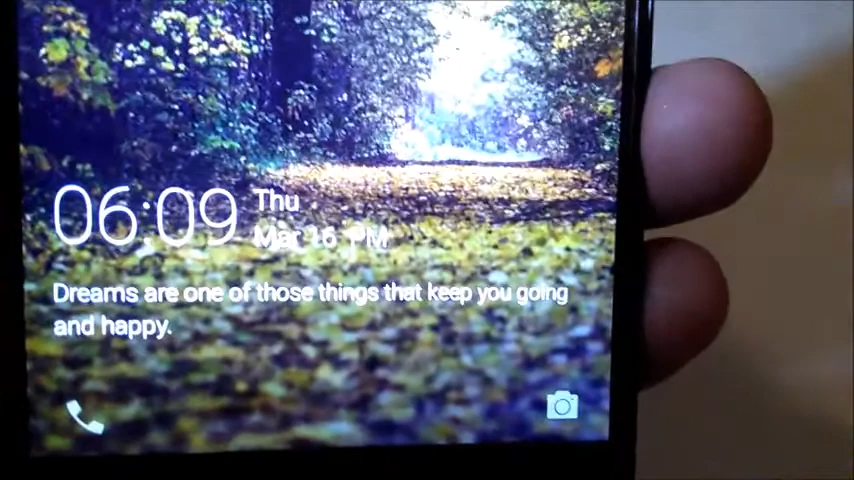 06:09
Thu
Mar 16 PM
Dreams are one of those things that keep you going
and happy.